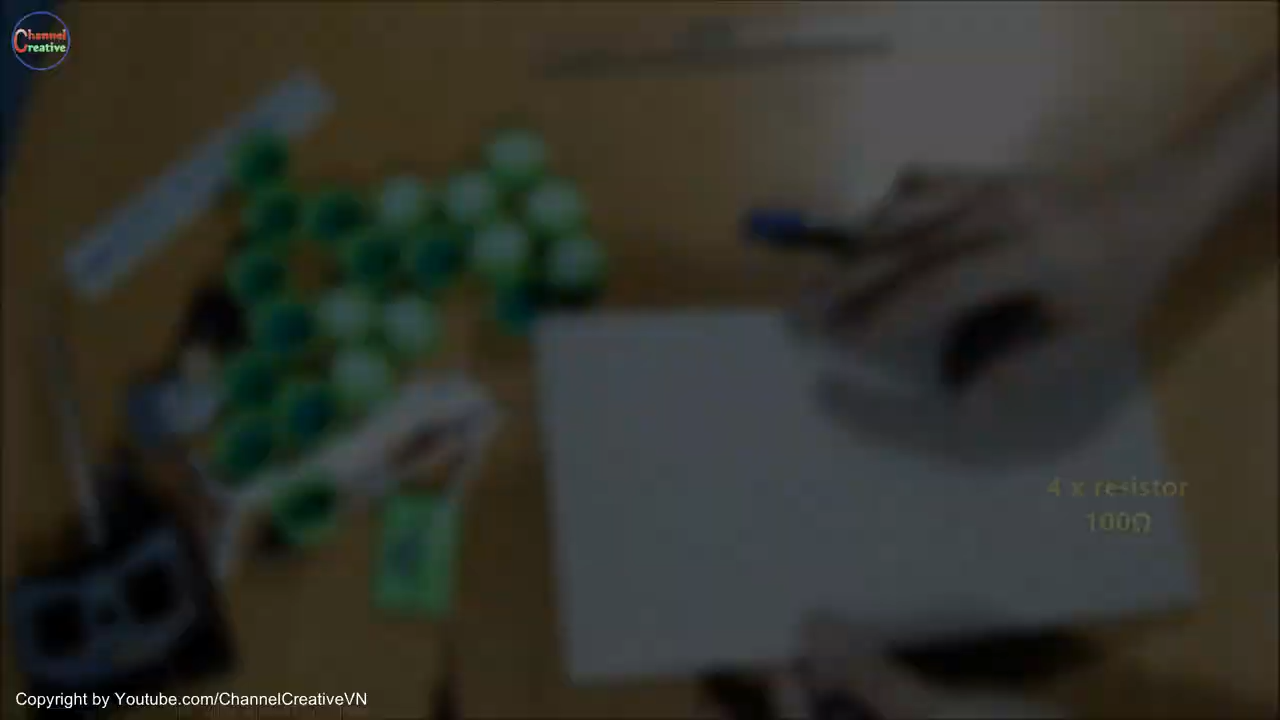 Channel
Creative
4 x resistor
100Ω
Copyright by Youtube.com/ChannelCreativeVN